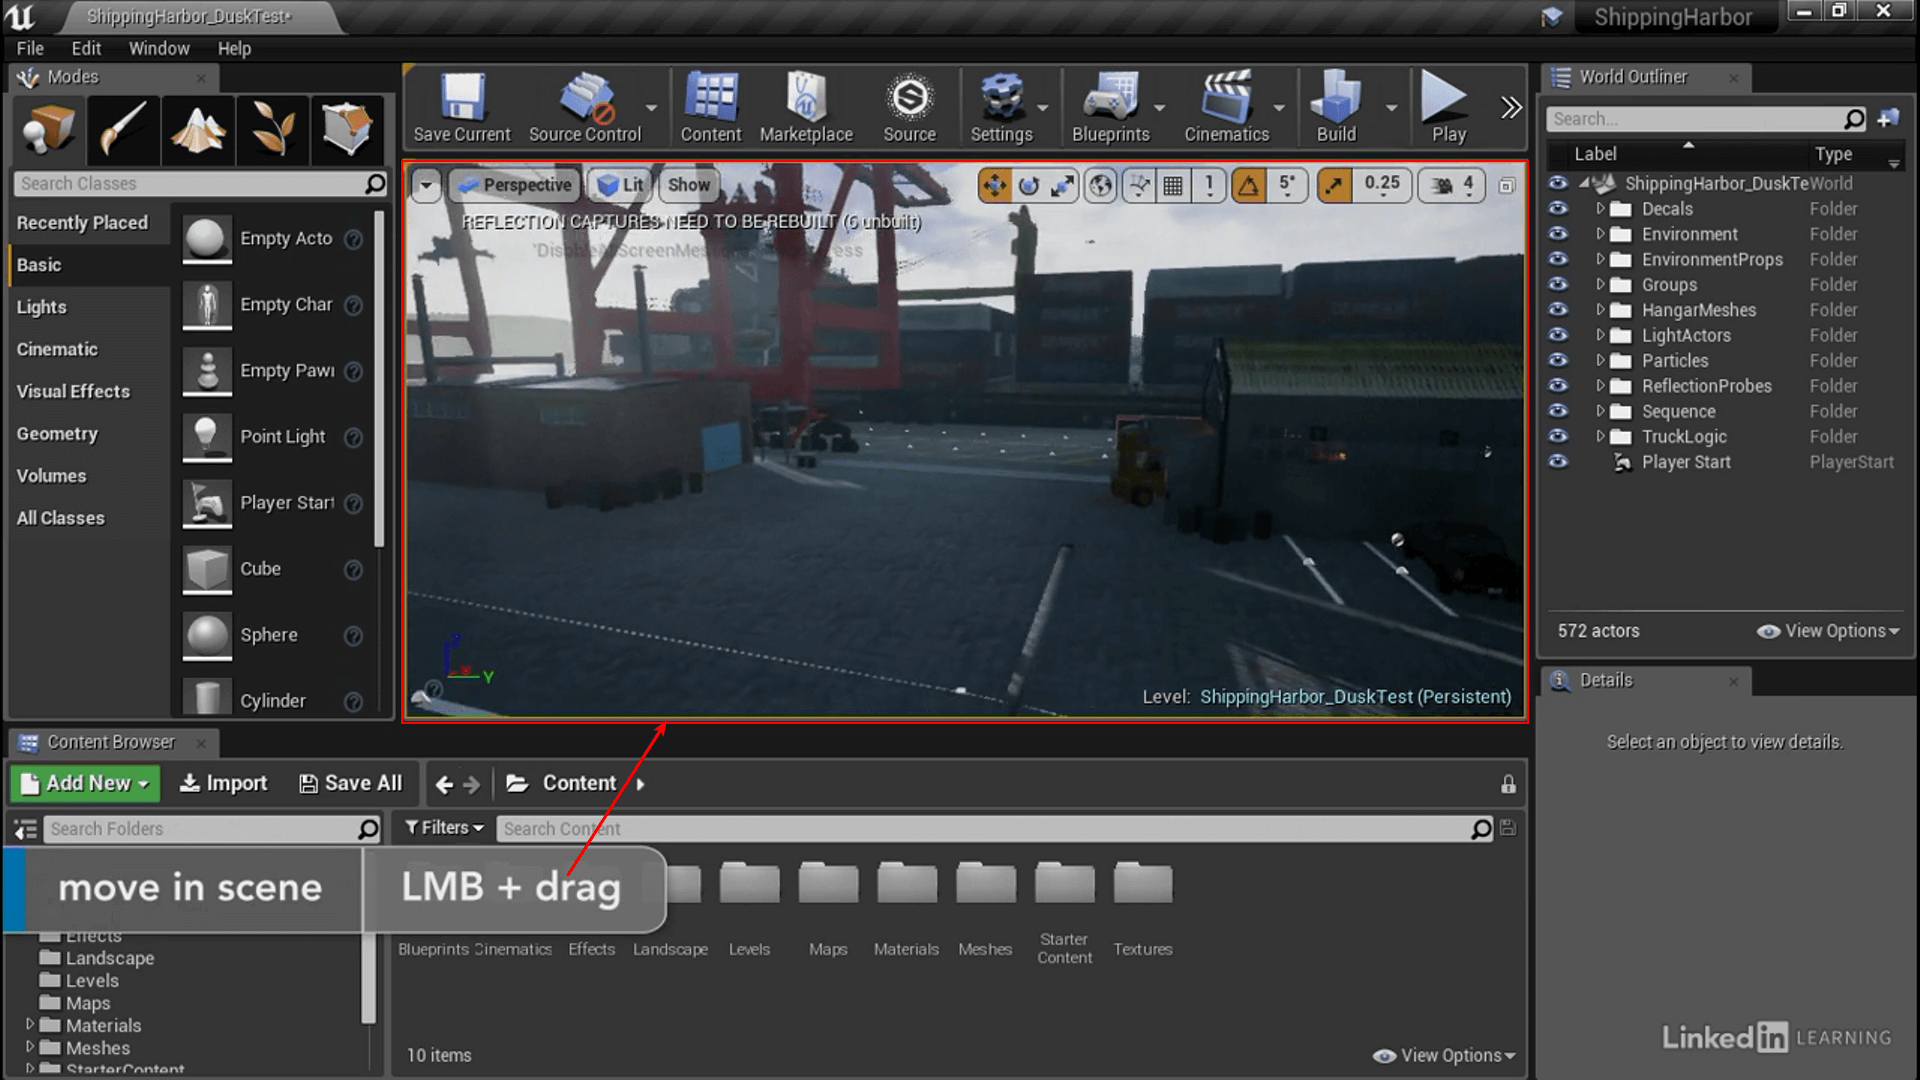 ShippingHarbor_DuskTest•
ShippingHarbor
File Edit Window Help
Modes
Search Classes
Recently Placed
Basic
Lights
Cinematic
Visual Effects
Geometry
Volumes
All Classes
Empty Acto
Empty Char
Empty Pawn
Point Light
Player Start
Cube
Sphere
Cylinder
Save Current Source Control Content Marketplace Source Settings Blueprints Cinematics Build Play
Perspective Lit Show
1 5° 0.25 4
REFLECTION CAPTURES NEED TO BE REBUILT (6 unbuilt)
Y
Level: ShippingHarbor_DuskTest (Persistent)
World Outliner
Search...
Label Type
ShippingHarbor_DuskTe World
Decals Folder
Environment Folder
EnvironmentProps Folder
Groups Folder
HangarMeshes Folder
LightActors Folder
Particles Folder
ReflectionProbes Folder
Sequence Folder
TruckLogic Folder
Player Start PlayerStart
572 actors View Options
Details
Select an object to view details.
Content Browser
Add New Import Save All Content
Search Folders
Filters Search Content
move in scene LMB + drag
Effects
Landscape
Levels
Maps
Materials
Meshes
StarterContent
Blueprints Cinematics Effects Landscape Levels Maps Materials Meshes Starter Content Textures
10 items View Options
Linked in LEARNING